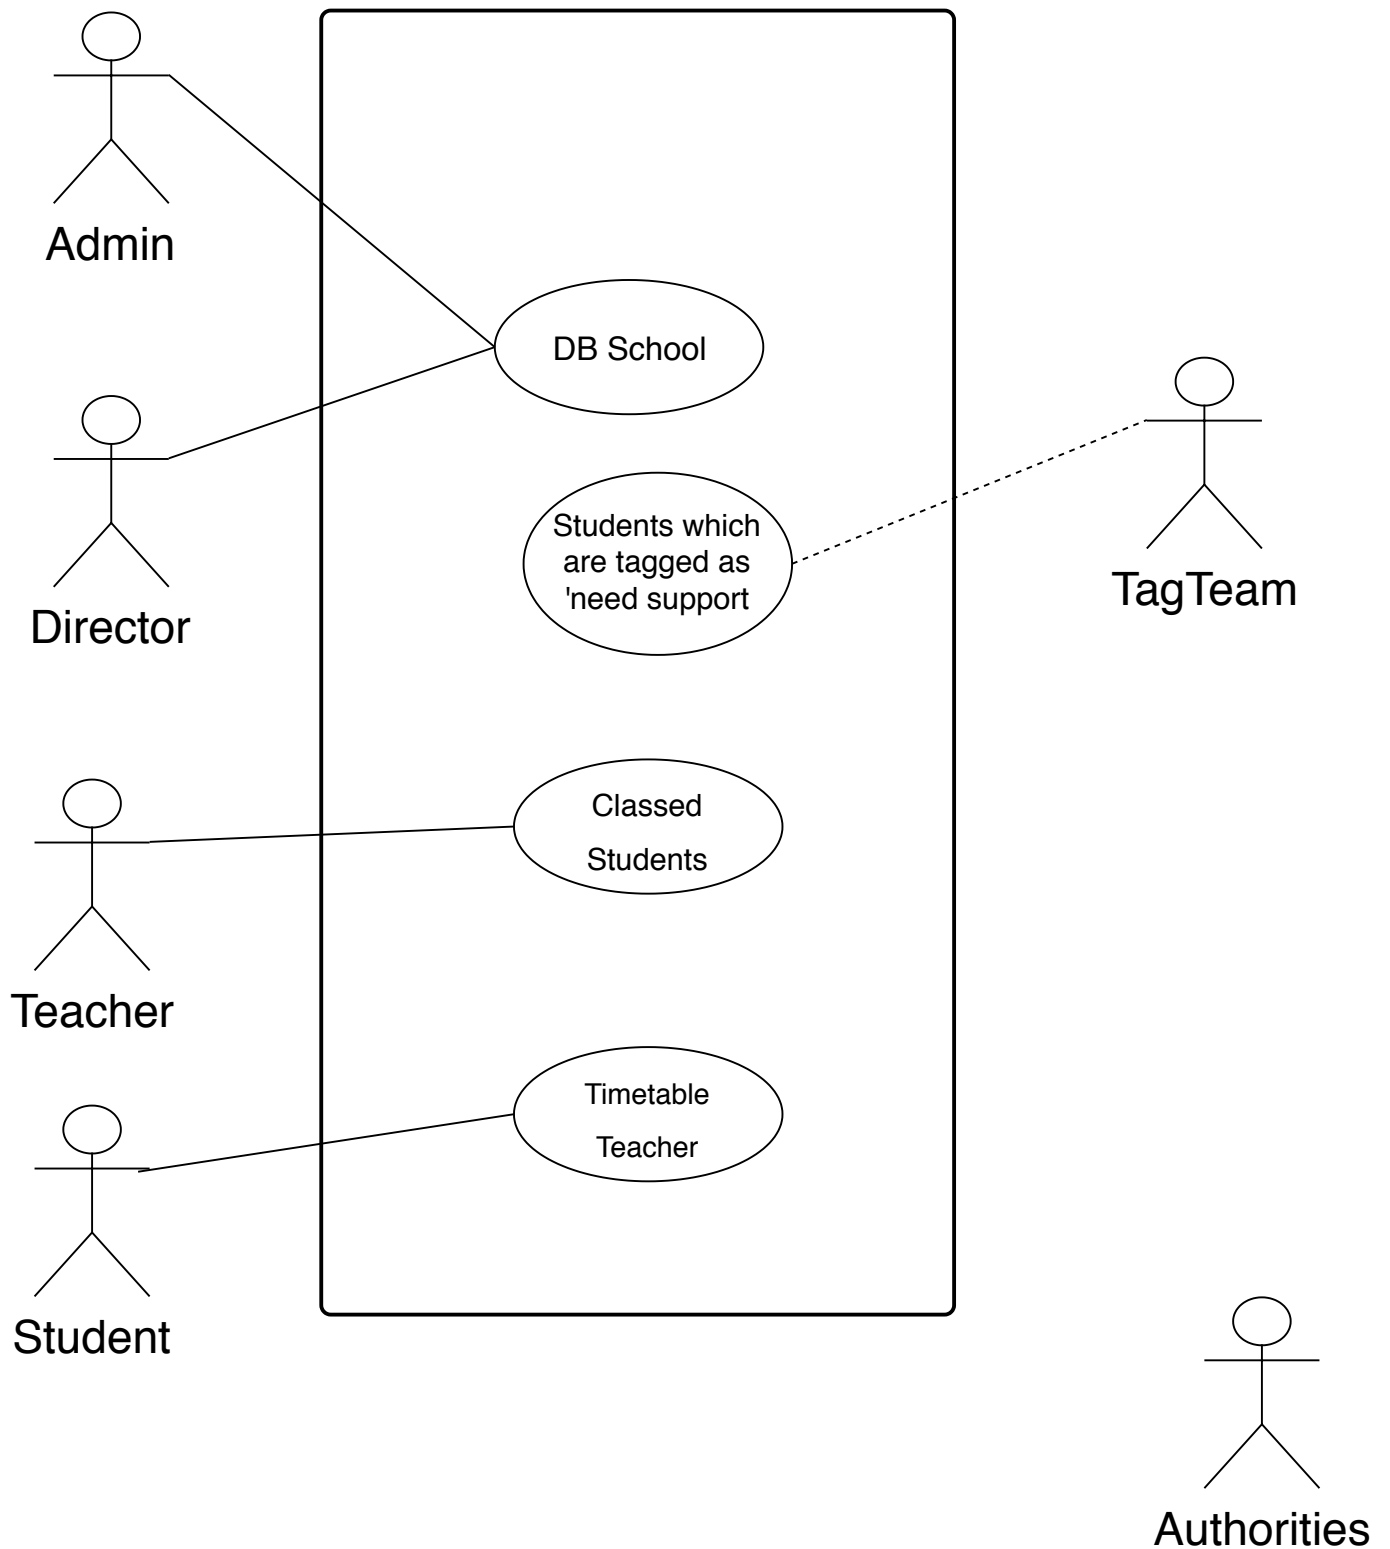 Admin
DB School
Director
Students which
are tagged as
'need support
TagTeam
Classed
Students
Teacher
Timetable
Teacher
Student
Authorities